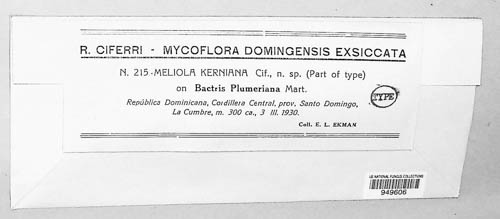 R. CIFERRI - MYCOFLORA DOMINGENSIS EXSICCATA
N. 215-MELIOLA KERNIANA Cif., n. sp. (Part of type)
on Bactris Plumeriana Mart.
TYPE
República Dominicana, Cordillera Central, prov. Santo Domingo,
La Cumbre, m. 300 ca., 3 III. 1930.
Coll. E. L. EKMAN
US NATIONAL FUNGUS COLLECTIONS
949606